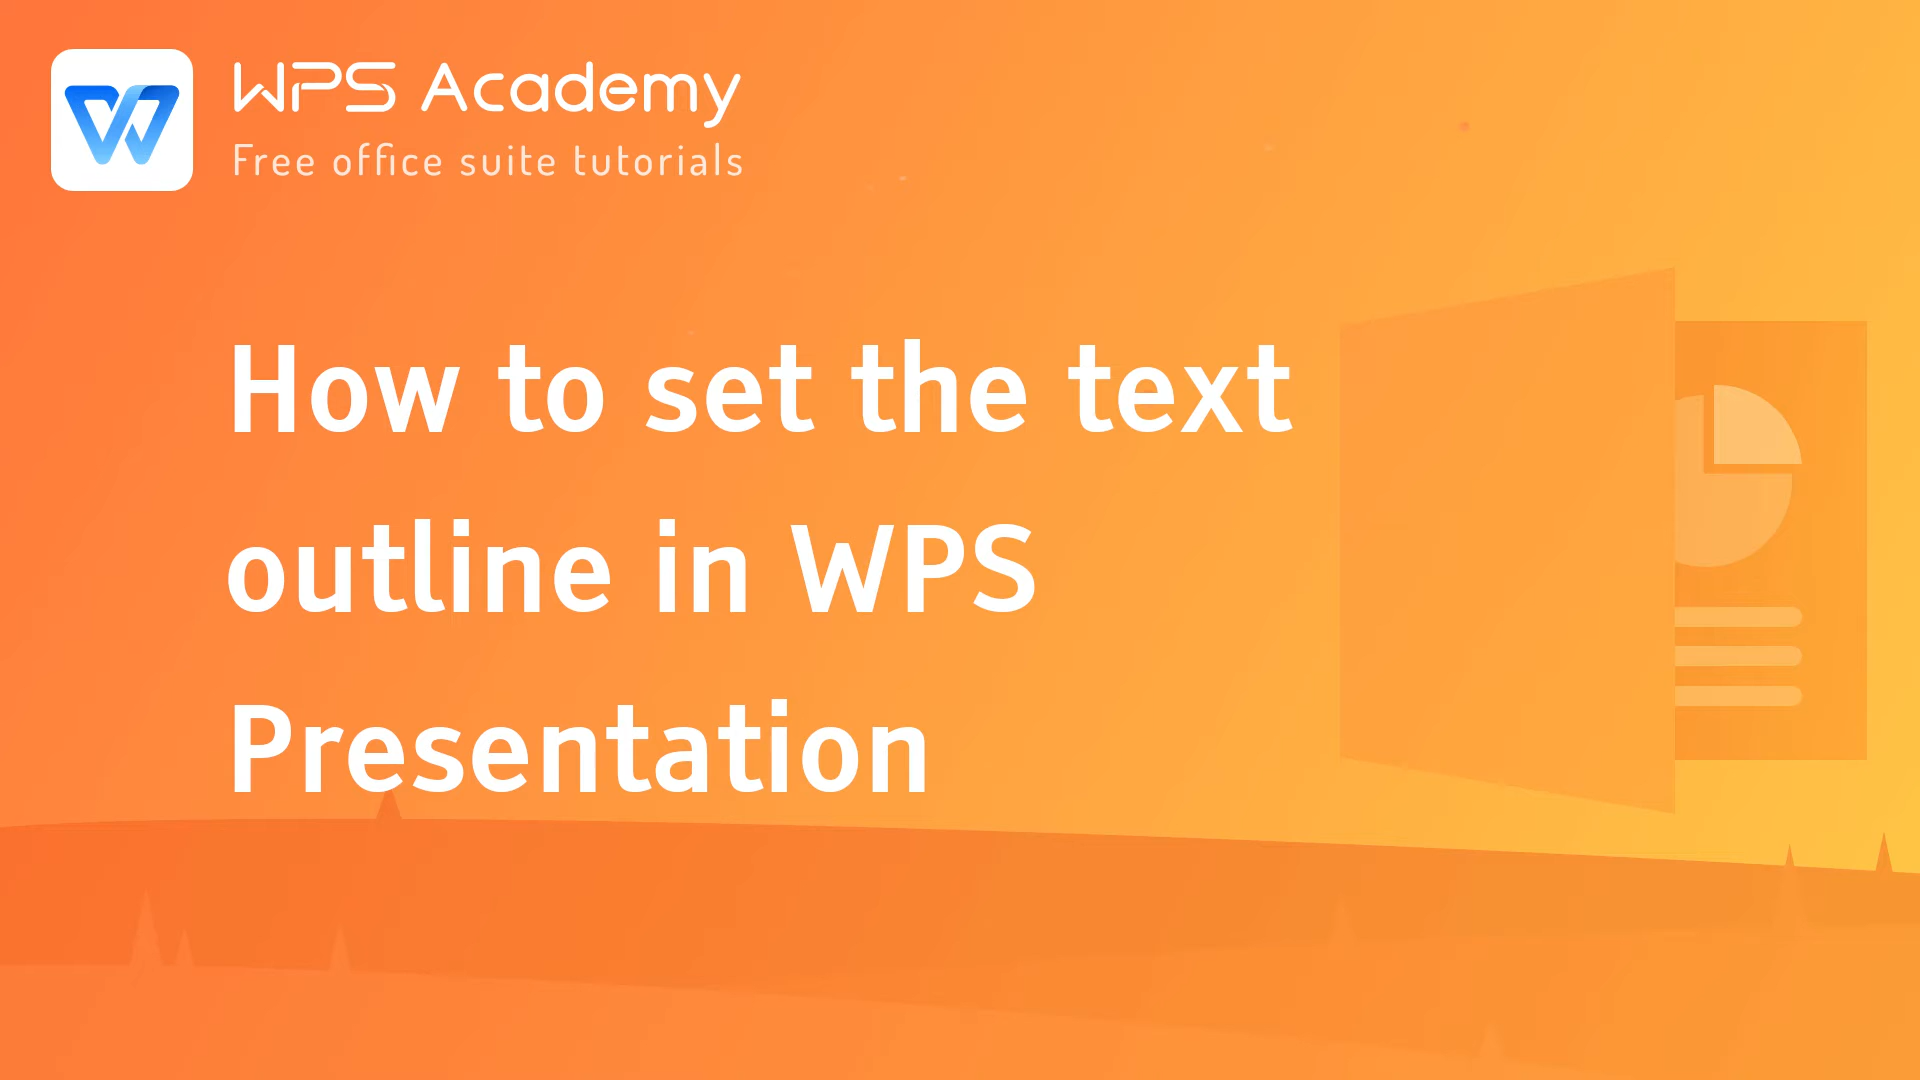 WPS Academy
Free office suite tutorials
How to set the text
outline in WPS
Presentation